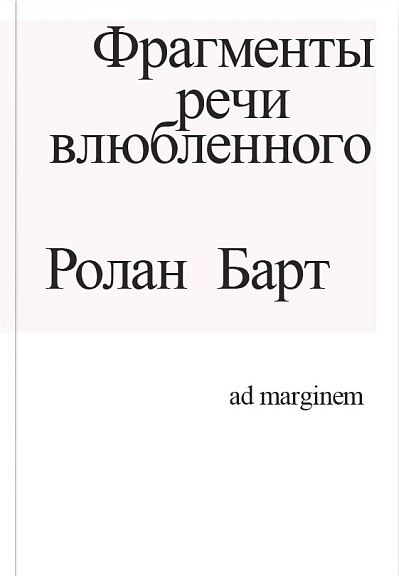 Фрагменты
речи
влюбленного
Ролан Барт
ad marginem